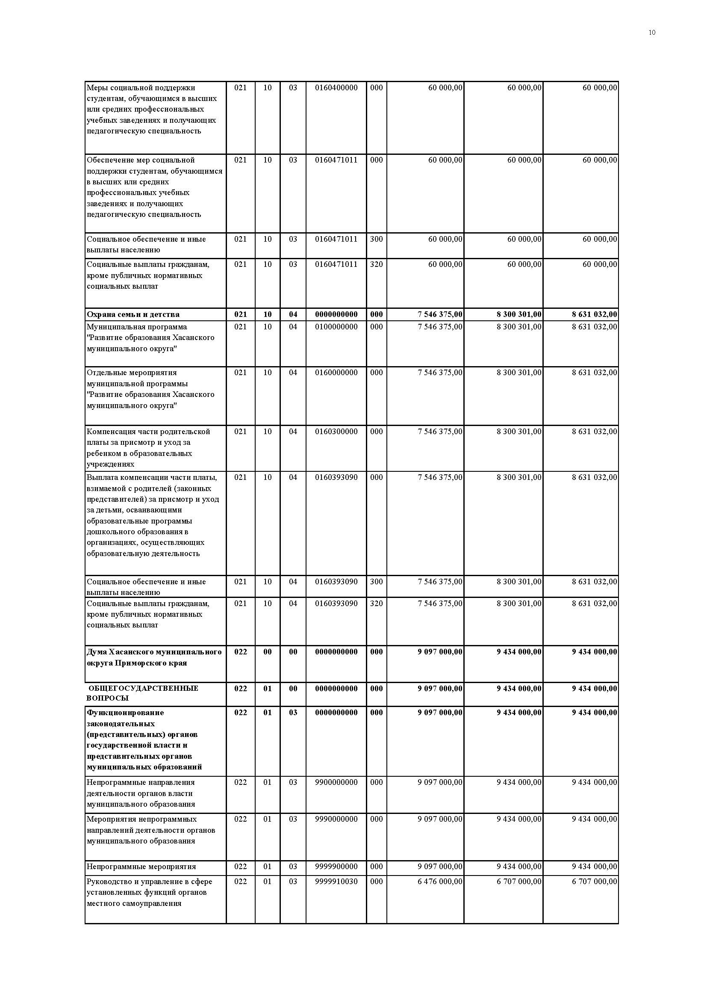 10
Меры социальной поддержки 021 10 03 0160400000 000 60 000,00 60 000,00 60 000,00
студентам, обучающимся в высших
или средних профессиональных
учебных заведениях и получающих
педагогическую специальность
Обеспечение мер социальной 021 10 03 0160471011 000 60 000,00 60 000,00 60 000,00
поддержки студентам, обучающимся
в высших или средних
профессиональных учебных
заведениях и получающих
педагогическую специальность
Социальное обеспечение и иные 021 10 03 0160471011 300 60 000,00 60 000,00 60 000,00
выплаты населению
Социальные выплаты гражданам, 021 10 03 0160471011 320 60 000,00 60 000,00 60 000,00
кроме публичных нормативных
социальных выплат
Охрана семьи и детства 021 10 04 0000000000 000 7 546 375,00 8 300 301,00 8 631 032,00
Муниципальная программа 021 10 04 0100000000 000 7 546 375,00 8 300 301,00 8 631 032,00
"Развитие образования Хасанского
муниципального округа"
Отдельные мероприятия 021 10 04 0160000000 000 7 546 375,00 8 300 301,00 8 631 032,00
муниципальной программы
"Развитие образования Хасанского
муниципального округа"
Компенсация части родительской 021 10 04 0160300000 000 7 546 375,00 8 300 301,00 8 631 032,00
платы за присмотр и уход за
ребенком в образовательных
учреждениях
Выплата компенсации части платы, 021 10 04 0160393090 000 7 546 375,00 8 300 301,00 8 631 032,00
взимаемой с родителей (законных
представителей) за присмотр и уход
за детьми, осваивающими
образовательные программы
дошкольного образования в
организациях, осуществляющих
образовательную деятельность
Социальное обеспечение и иные 021 10 04 0160393090 300 7 546 375,00 8 300 301,00 8 631 032,00
выплаты населению
Социальные выплаты гражданам, 021 10 04 0160393090 320 7 546 375,00 8 300 301,00 8 631 032,00
кроме публичных нормативных
социальных выплат
Дума Хасанского муниципального 022 00 00 0000000000 000 9 097 000,00 9 434 000,00 9 434 000,00
округа Приморского края
ОБЩЕГОСУДАРСТВЕННЫЕ 022 01 00 0000000000 000 9 097 000,00 9 434 000,00 9 434 000,00
ВОПРОСЫ
Функционирование 022 01 03 0000000000 000 9 097 000,00 9 434 000,00 9 434 000,00
законодательных
(представительных) органов
государственной власти и
представительных органов
муниципальных образований
Непрограммные направления 022 01 03 9900000000 000 9 097 000,00 9 434 000,00 9 434 000,00
деятельности органов власти
муниципального образования
Мероприятия непрограммных 022 01 03 9990000000 000 9 097 000,00 9 434 000,00 9 434 000,00
направлений деятельности органов
муниципального образования
Непрограммные мероприятия 022 01 03 9999900000 000 9 097 000,00 9 434 000,00 9 434 000,00
Руководство и управление в сфере 022 01 03 9999910030 000 6 476 000,00 6 707 000,00 6 707 000,00
установленных функций органов
местного самоуправления